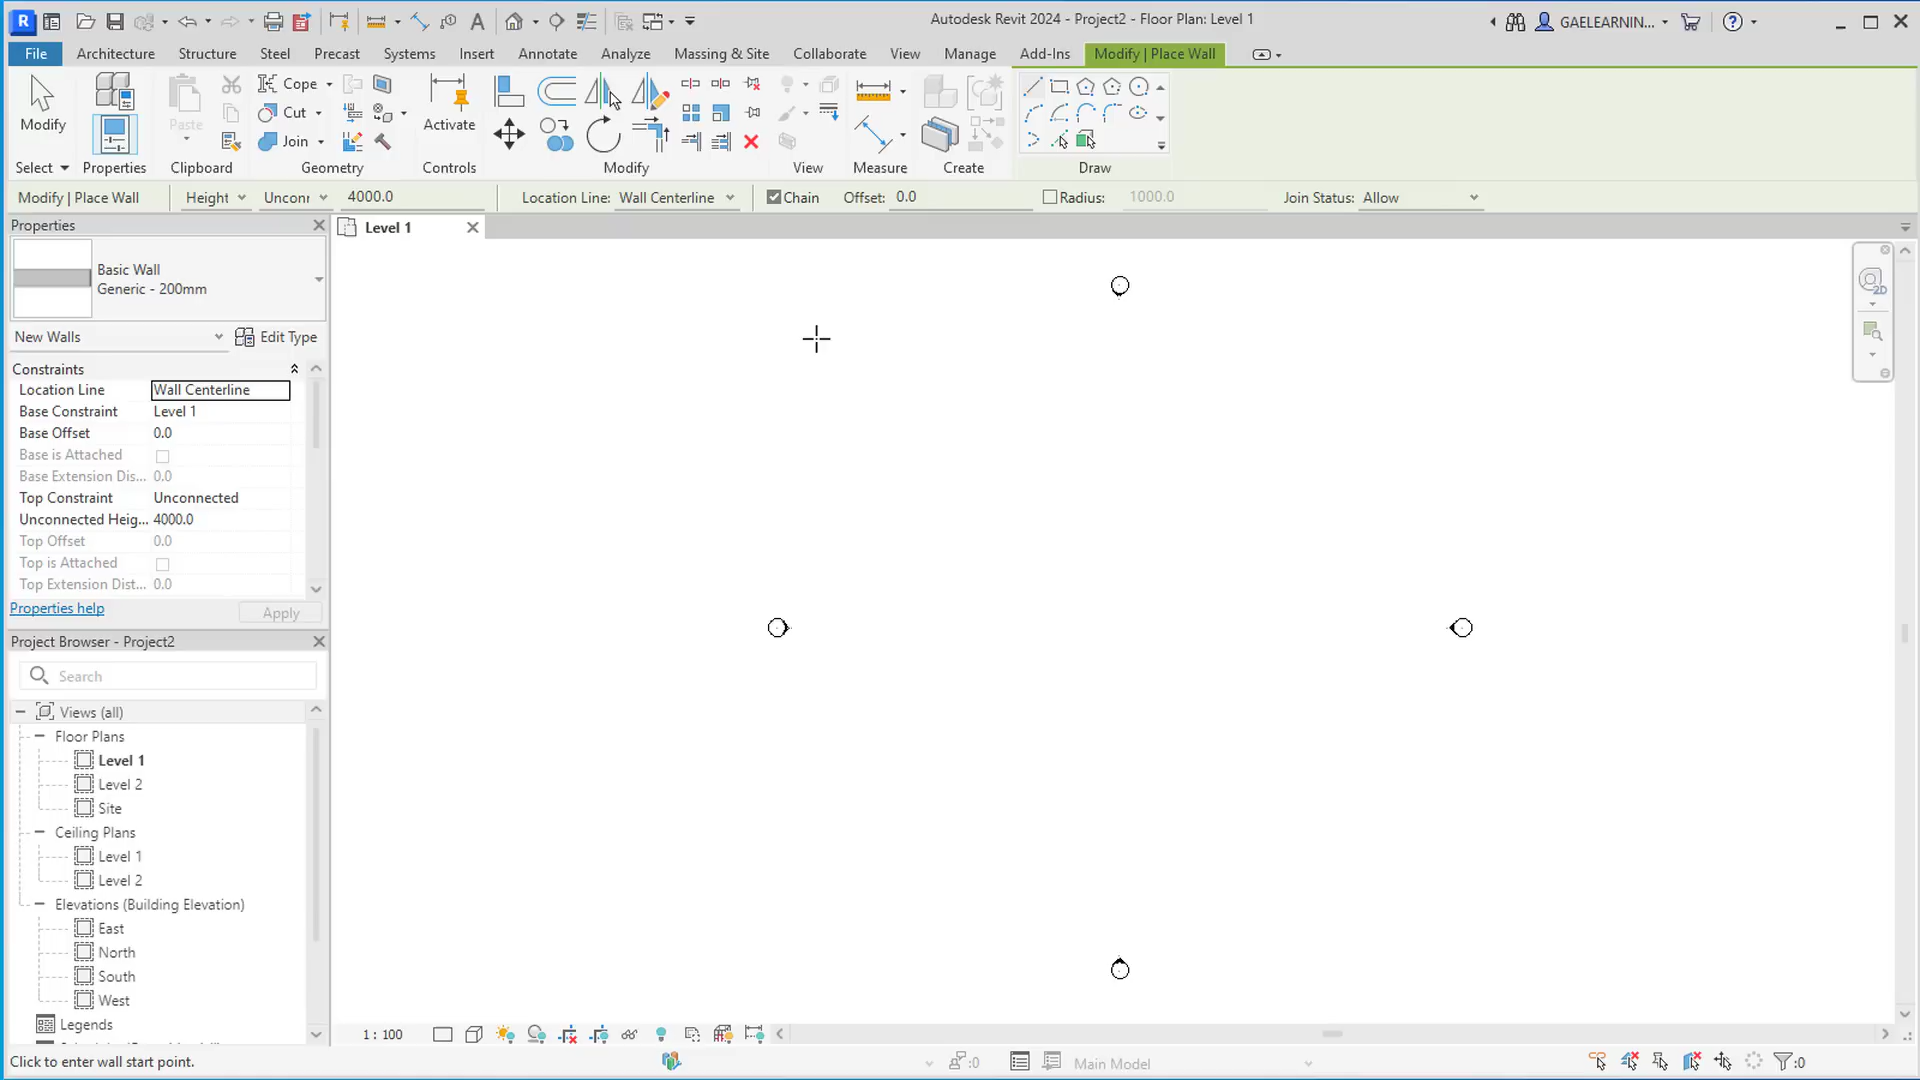 Autodesk Revit 2024 - Project2 - Floor Plan: Level 1
GAELEARNIN...
File Architecture Structure Steel Precast Systems Insert Annotate Analyze Massing & Site Collaborate View Manage Add-Ins Modify | Place Wall
Modify Paste Cope Cut Join Activate
Select Properties Clipboard Geometry Controls Modify View Measure Create Draw
Modify | Place Wall Height Uncon 4000.0 Location Line: Wall Centerline Chain Offset: 0.0 Radius: 1000.0 Join Status: Allow
Properties
Level 1
Basic Wall
Generic - 200mm
New Walls Edit Type
Constraints
Location Line Wall Centerline
Base Constraint Level 1
Base Offset 0.0
Base is Attached
Base Extension Dis... 0.0
Top Constraint Unconnected
Unconnected Heig... 4000.0
Top Offset 0.0
Top is Attached
Top Extension Dist... 0.0
Properties help Apply
Project Browser - Project2
Search
Views (all)
Floor Plans
Level 1
Level 2
Site
Ceiling Plans
Level 1
Level 2
Elevations (Building Elevation)
East
North
South
West
Legends
1 : 100
Click to enter wall start point.
:0
Main Model
:0
2D